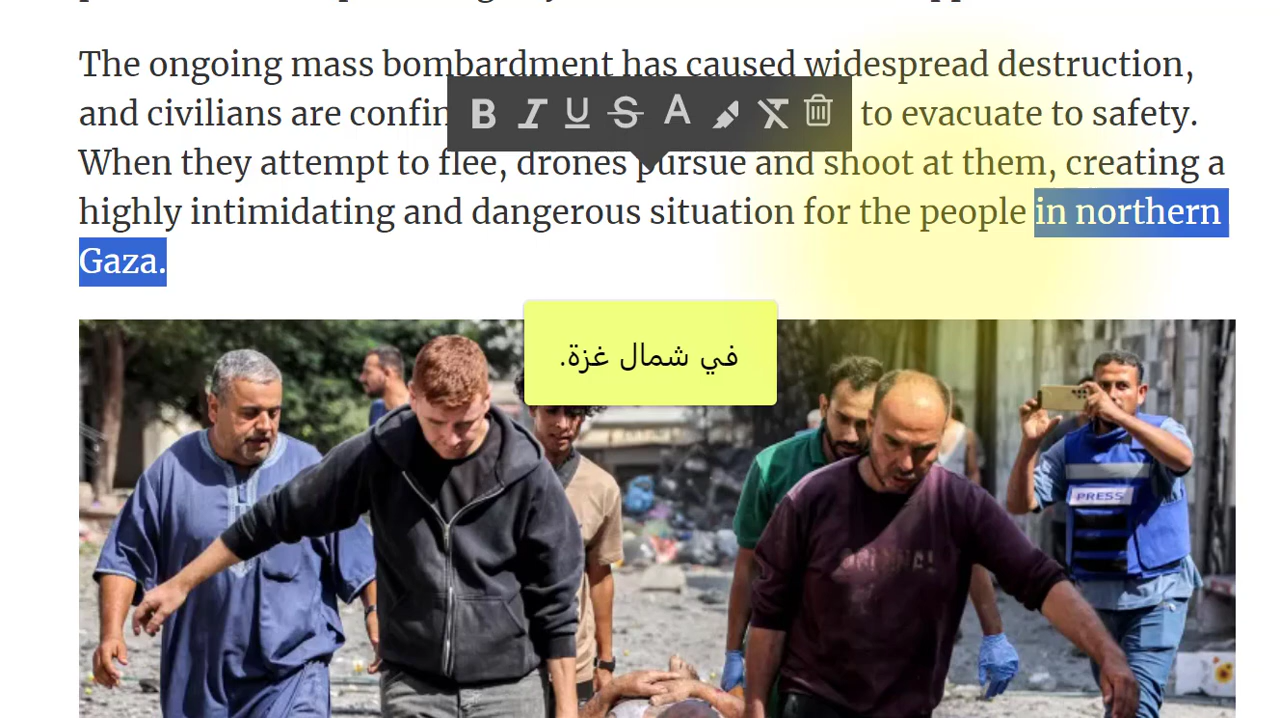 The ongoing mass bombardment has caused widespread destruction,
and civilians are confin to evacuate to safety.
When they attempt to flee, drones pursue and shoot at them, creating a
highly intimidating and dangerous situation for the people in northern
Gaza.
B I U S A
في شمال غزة.
PRESS